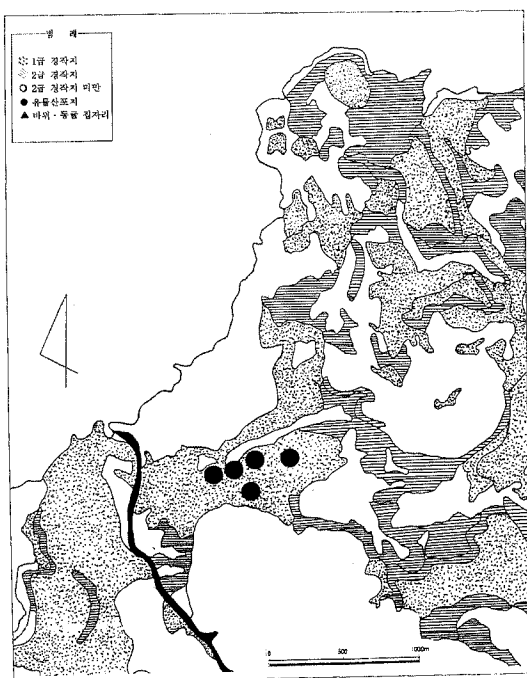 범 례
1급 경작지
2급 경작지
2급 경작지 미만
유물산포지
바위·동굴 집자리
0 500 1000m